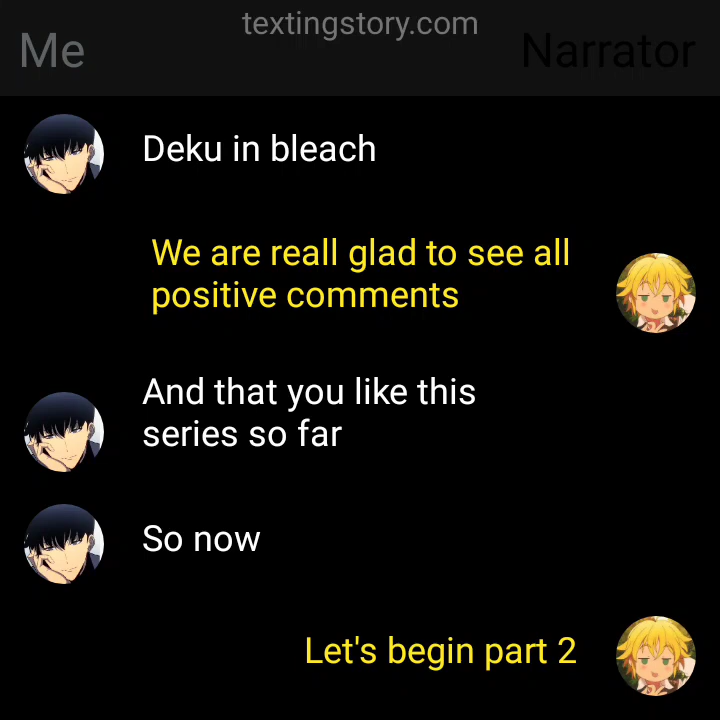 textingstory.com
Me
Narrator
Deku in bleach
We are reall glad to see all
positive comments
And that you like this
series so far
So now
Let's begin part 2